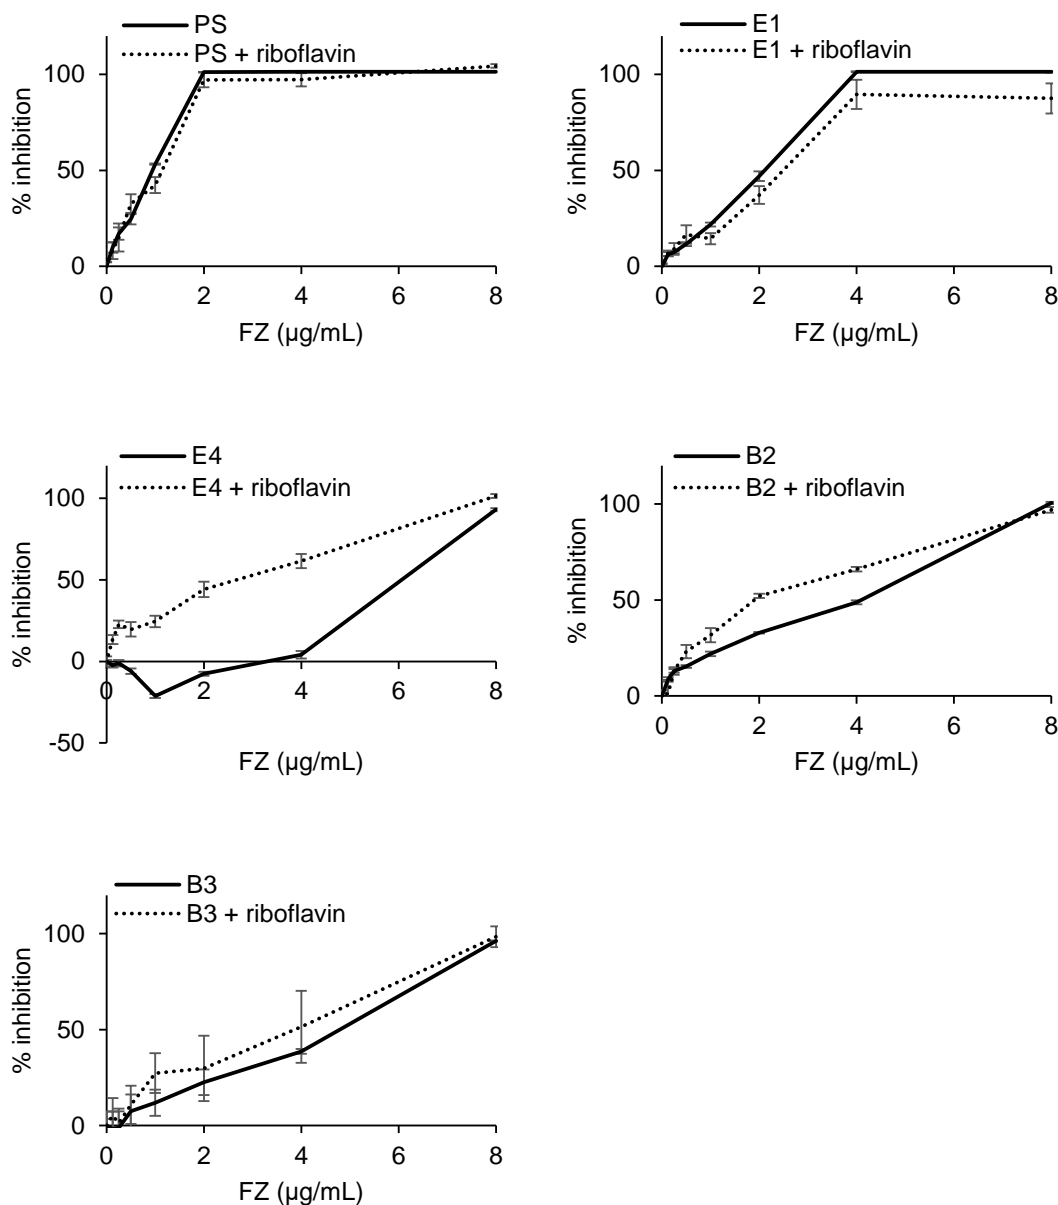 PS
PS + riboflavin
100
50
0
% inhibition
0 2 4 6 8
FZ (µg/mL)
E1
E1 + riboflavin
100
50
0
% inhibition
0 2 4 6 8
FZ (µg/mL)
E4
E4 + riboflavin
100
50
0
-50
% inhibition
0 2 4 6 8
FZ (µg/mL)
B2
B2 + riboflavin
100
50
0
% inhibition
0 2 4 6 8
FZ (µg/mL)
B3
B3 + riboflavin
100
50
0
% inhibition
0 2 4 6 8
FZ (µg/mL)